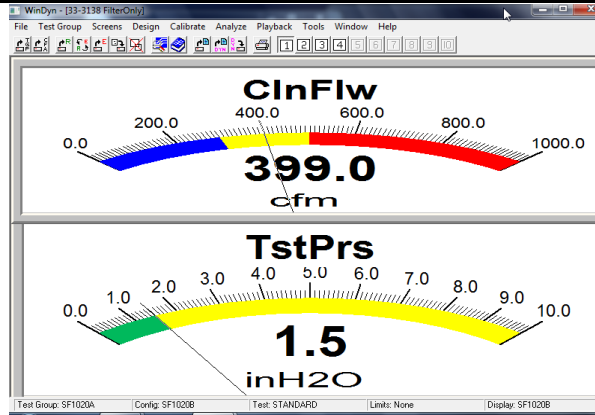 WinDyn - [33-3138 FilterOnly]
File Test Group Screens Design Calibrate Analyze Playback Tools Window Help
1 2 3 4 5 6 7 8 9 10
ClnFlw
0.0 200.0 400.0 600.0 800.0 1000.0
399.0
cfm
TstPrs
0.0 1.0 2.0 3.0 4.0 5.0 6.0 7.0 8.0 9.0 10.0
1.5
inH2O
Test Group: SF1020A Config: SF1020B Test: STANDARD Limits: None Display: SF1020B